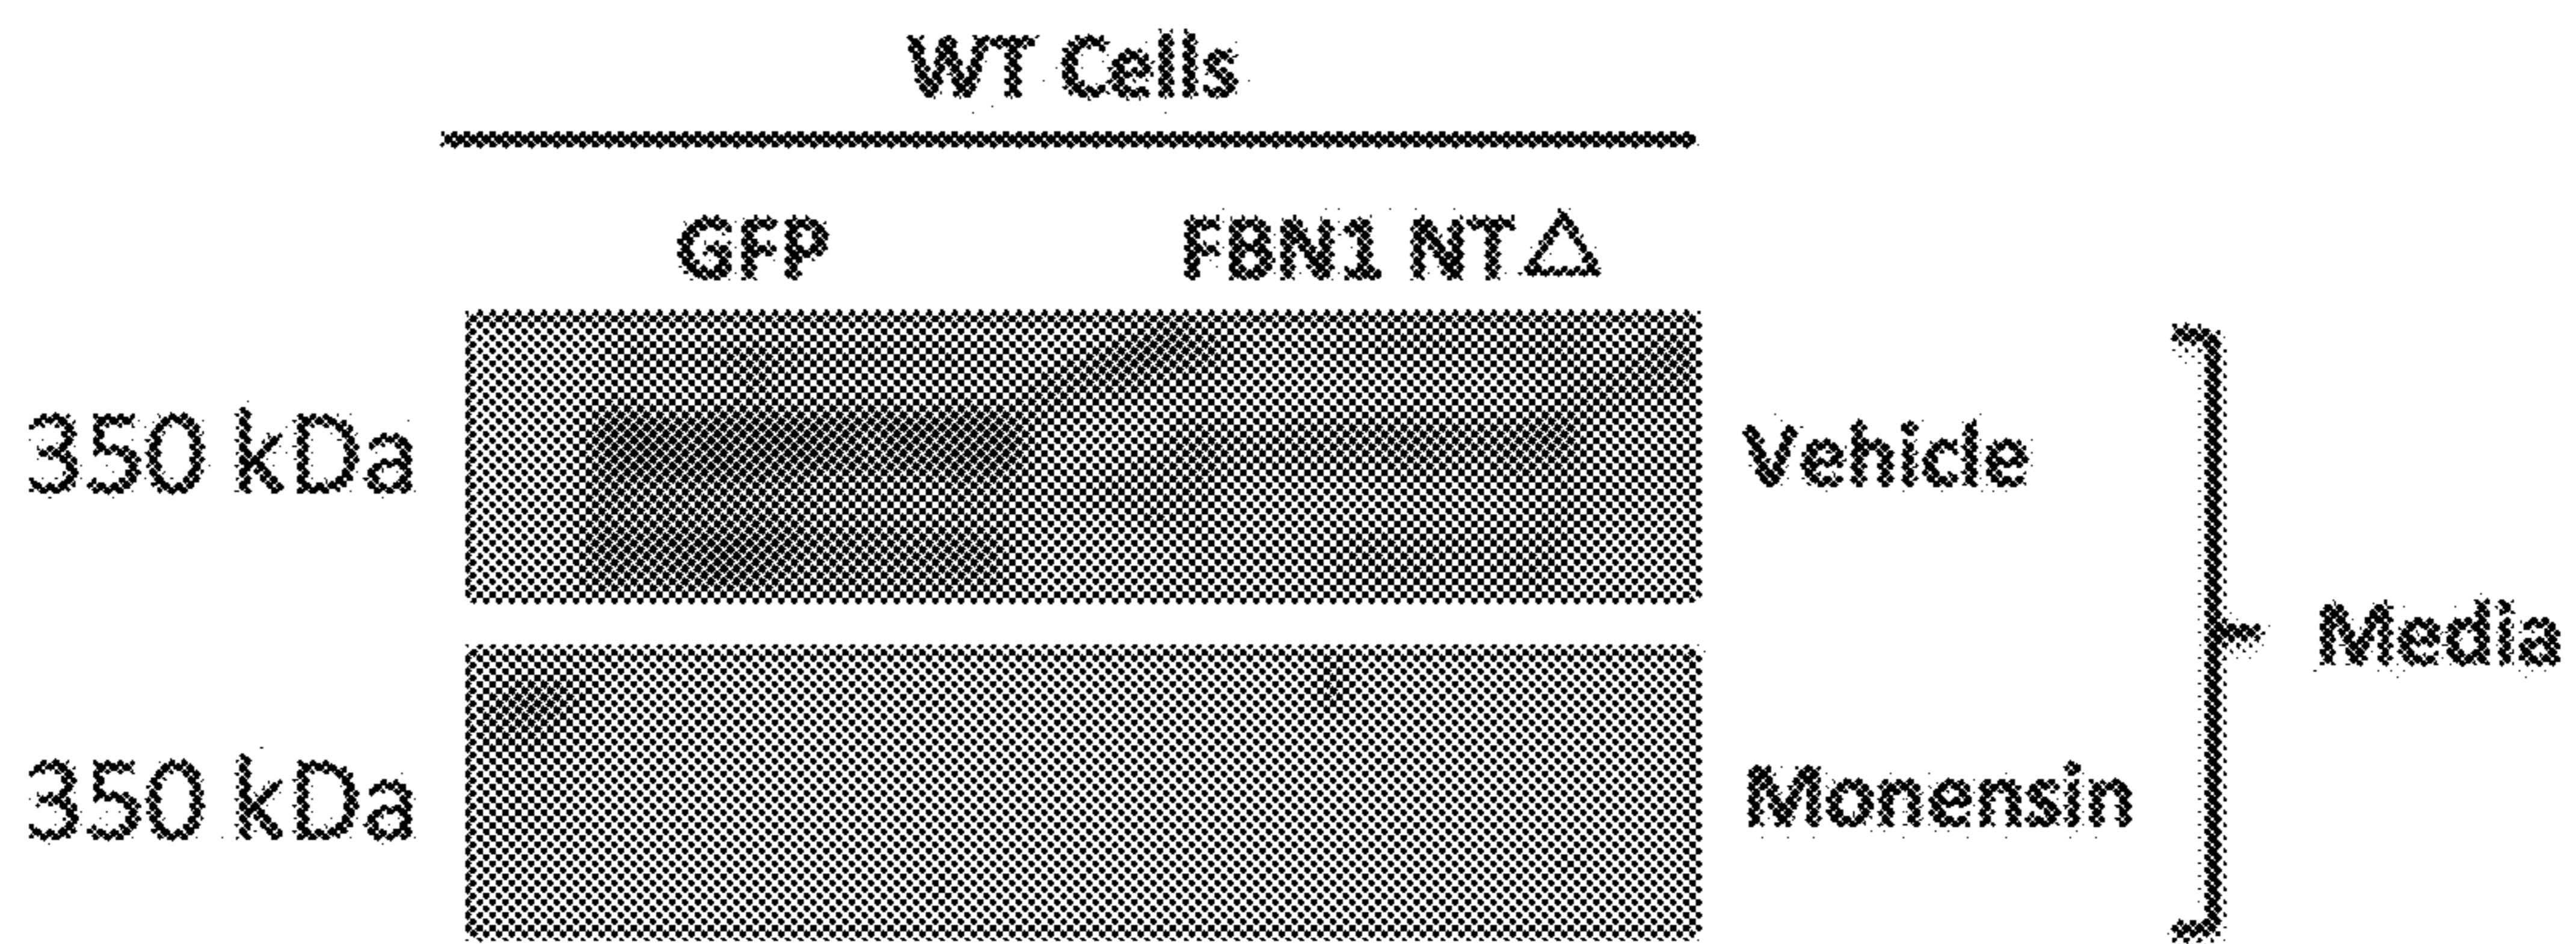 WT Cells
GFP FBN1 NT△
350 kDa Vehicle
Media
350 kDa Monensin